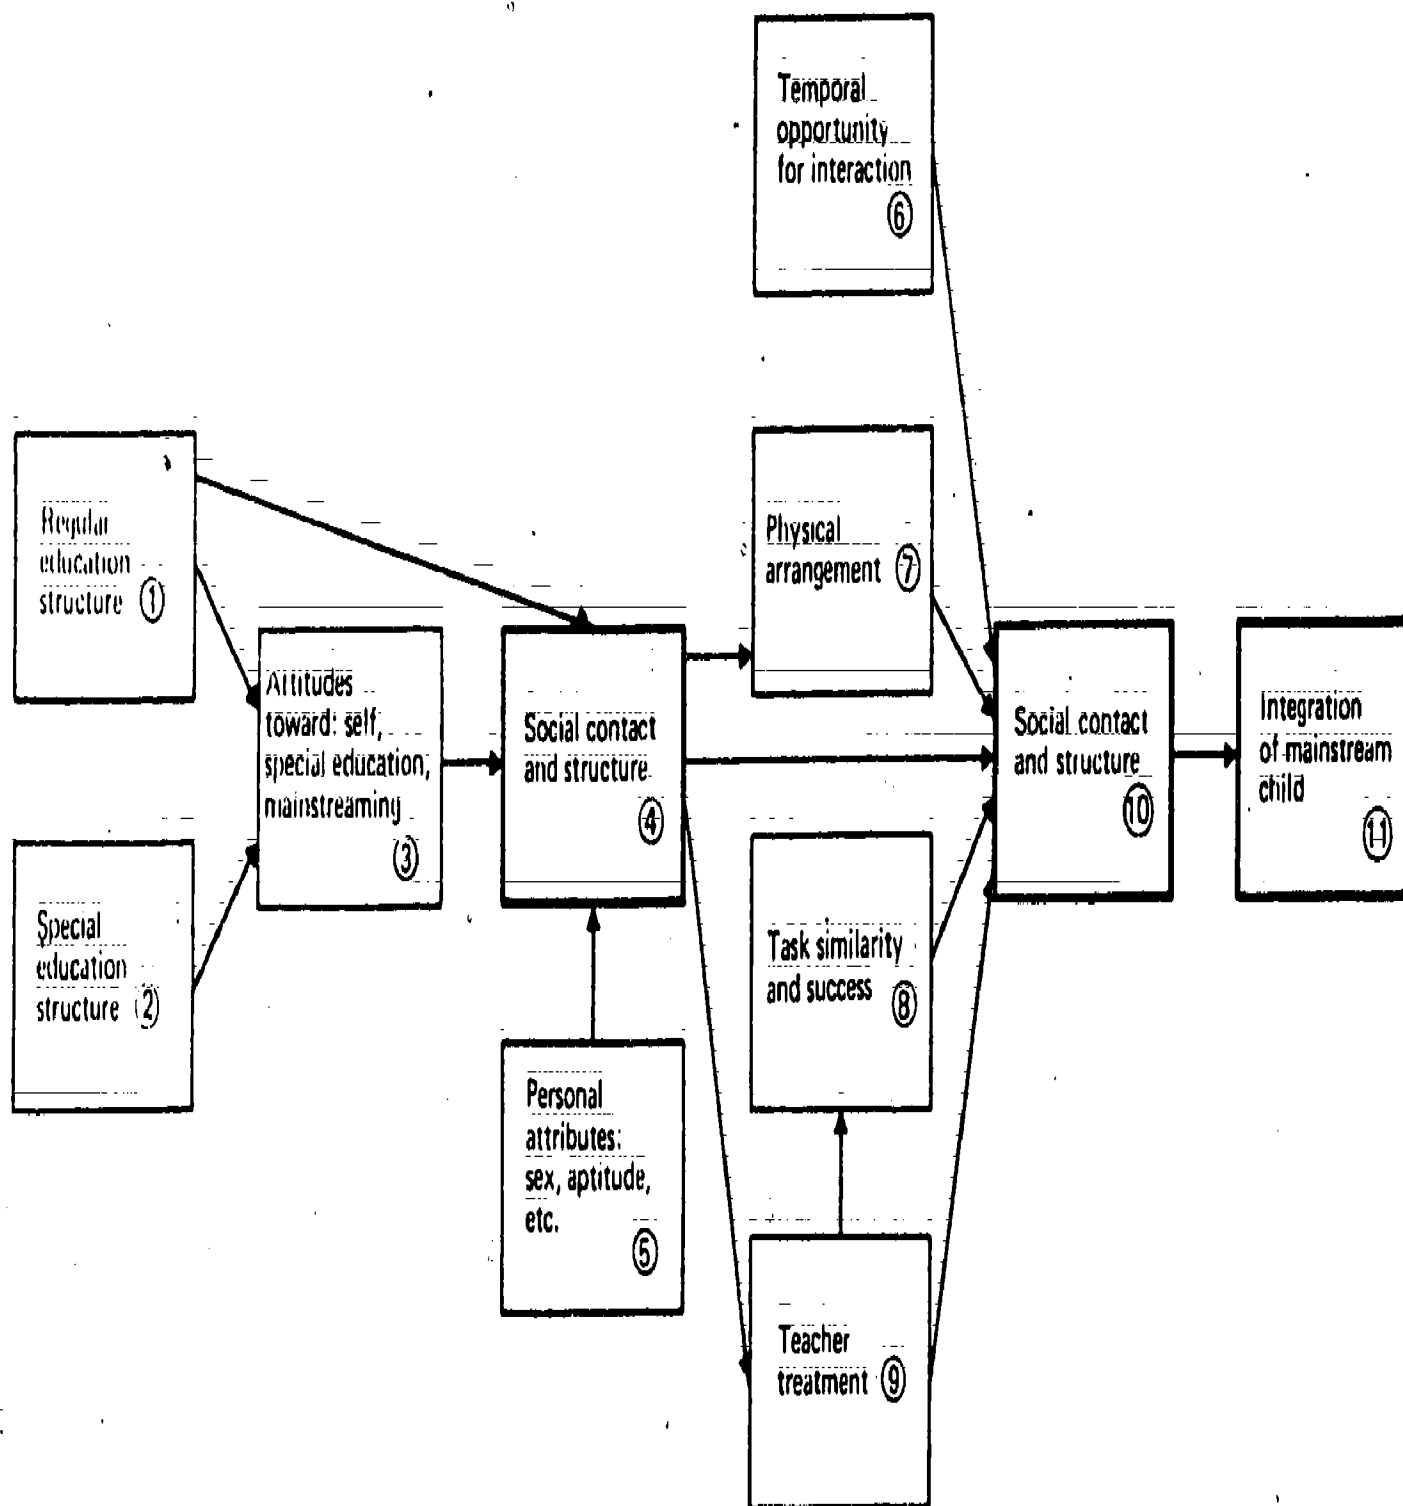 Regular
education
structure ①
Special
education
structure ②
Attitudes
toward: self,
special education,
mainstreaming
③
Social contact
and structure
④
Personal
attributes:
sex, aptitude,
etc.
⑤
Temporal
opportunity
for interaction
⑥
Physical
arrangement ⑦
Task similarity
and success
⑧
Teacher
treatment ⑨
Social contact
and structure
⑩
Integration
of mainstream
child
⑪